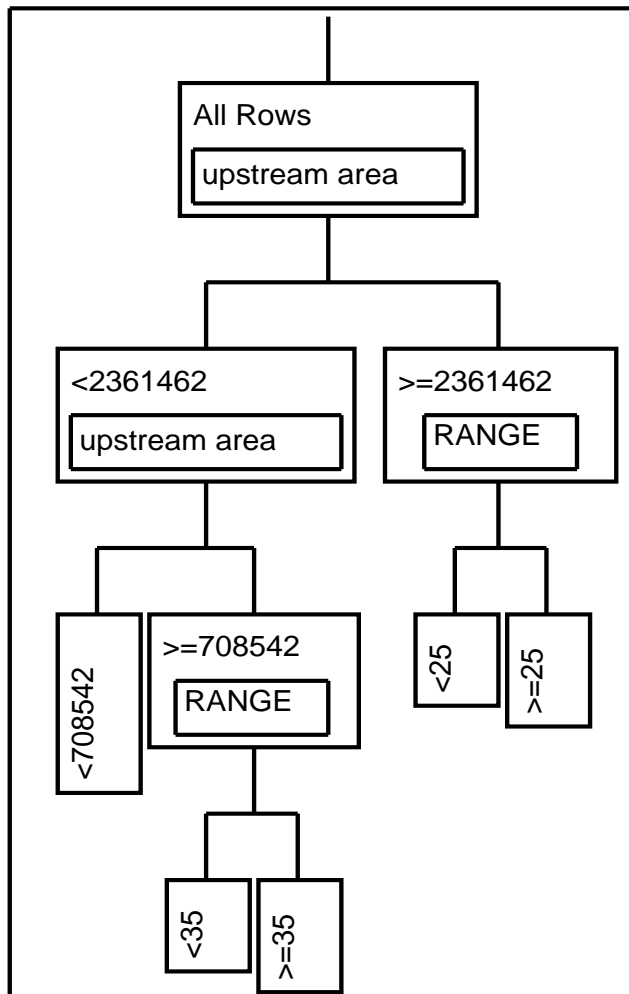 All Rows
upstream area
<2361462
upstream area
>=2361462
RANGE
<708542
>=708542
RANGE
<25
>=25
<35
>=35